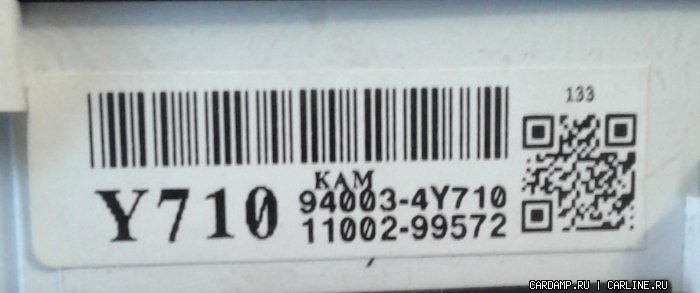 133
KAM
Y710 94003-4Y710
11002-99572
CARDAMP.RU | CARLINE.RU